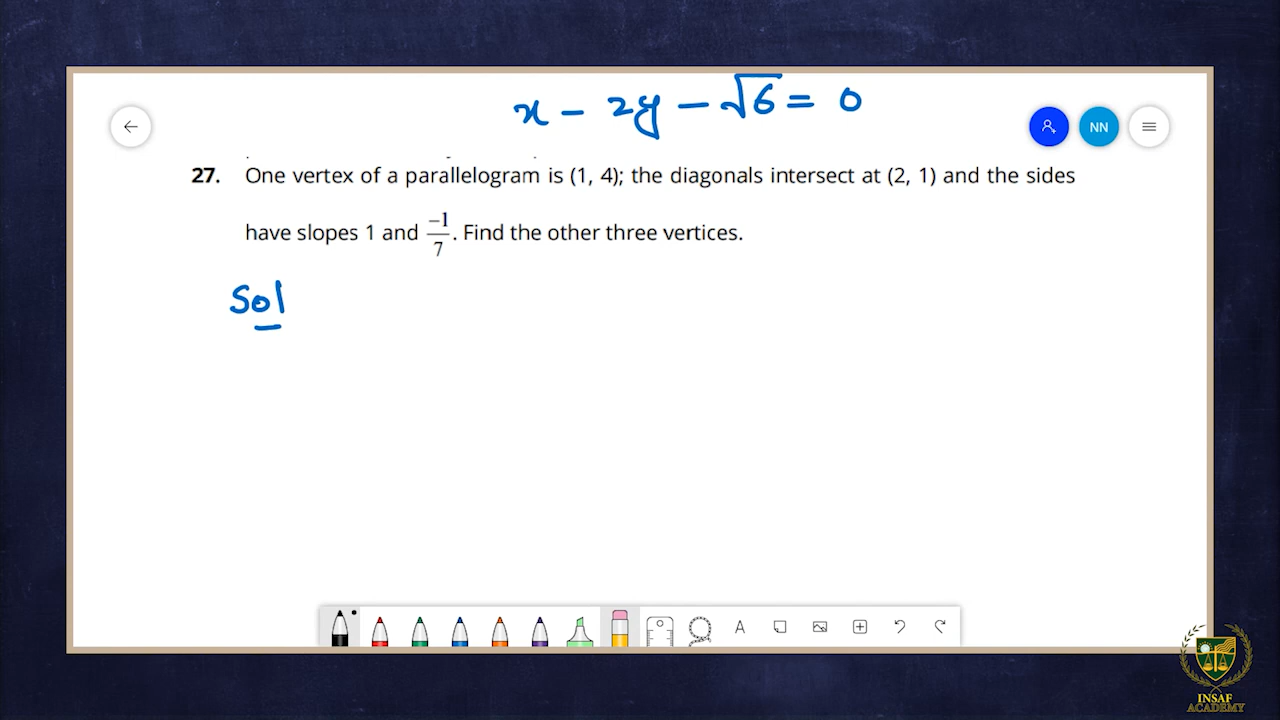 x - 2y - √6 = 0
NN
27. One vertex of a parallelogram is (1, 4); the diagonals intersect at (2, 1) and the sides
have slopes 1 and -1/7. Find the other three vertices.
Sol
A
INSAF
ACADEMY